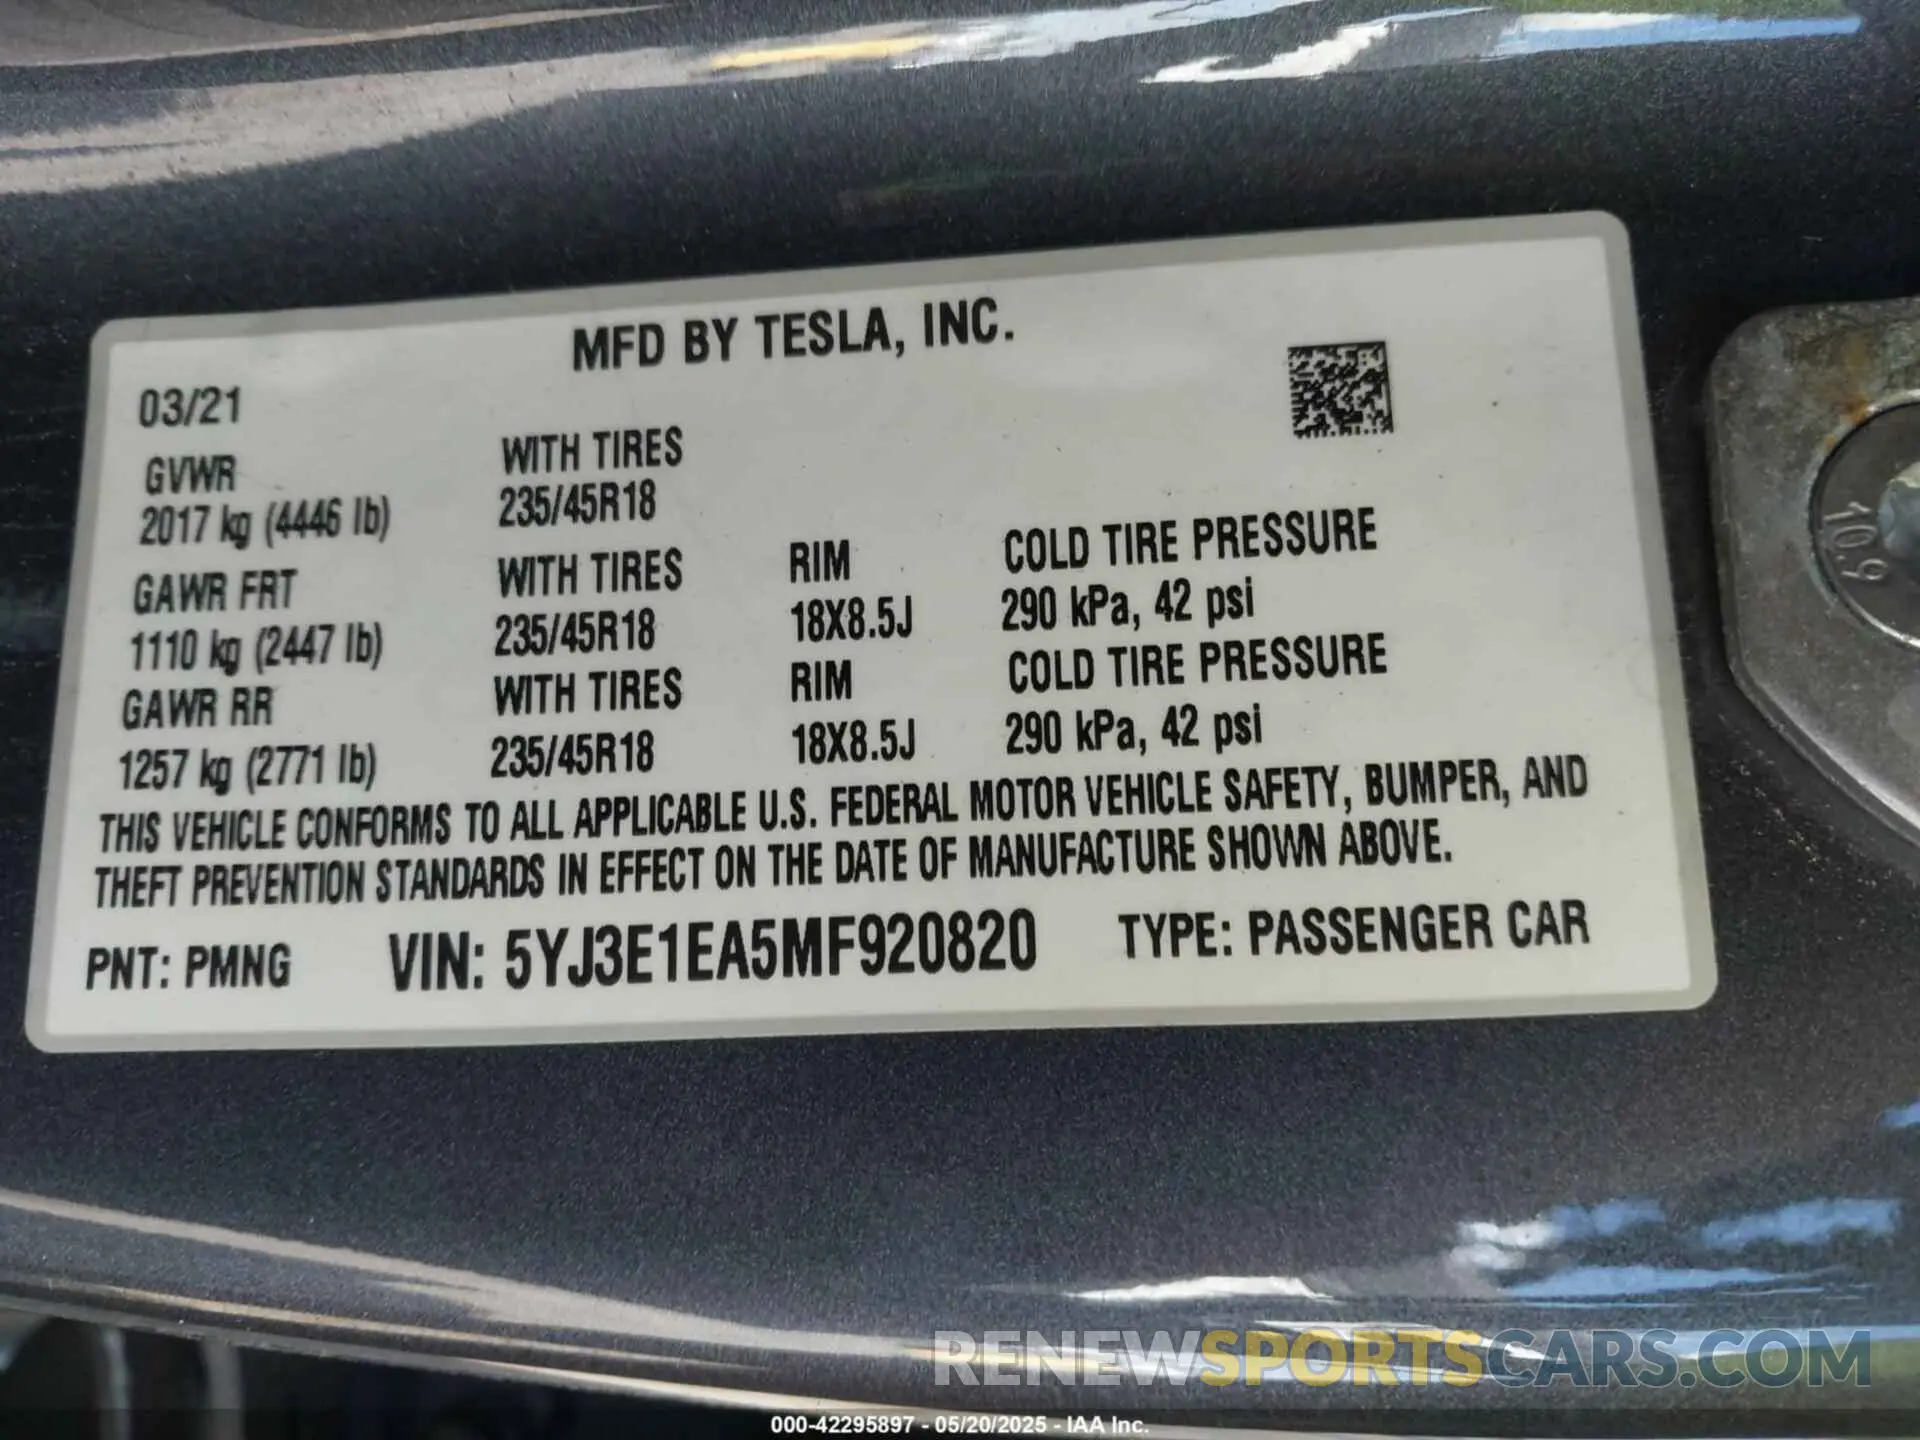 MFD BY TESLA, INC.
03/21
GVWR WITH TIRES
2017 kg (4446 lb) 235/45R18
GAWR FRT WITH TIRES RIM COLD TIRE PRESSURE
1110 kg (2447 lb) 235/45R18 18X8.5J 290 kPa, 42 psi
GAWR RR WITH TIRES RIM COLD TIRE PRESSURE
1257 kg (2771 lb) 235/45R18 18X8.5J 290 kPa, 42 psi
THIS VEHICLE CONFORMS TO ALL APPLICABLE U.S. FEDERAL MOTOR VEHICLE SAFETY, BUMPER, AND
THEFT PREVENTION STANDARDS IN EFFECT ON THE DATE OF MANUFACTURE SHOWN ABOVE.
PNT: PMNG VIN: 5YJ3E1EA5MF920820 TYPE: PASSENGER CAR
10.9
RENEWSPORTSCARS.COM
000-42295897 - 05/20/2025 - IAA Inc.